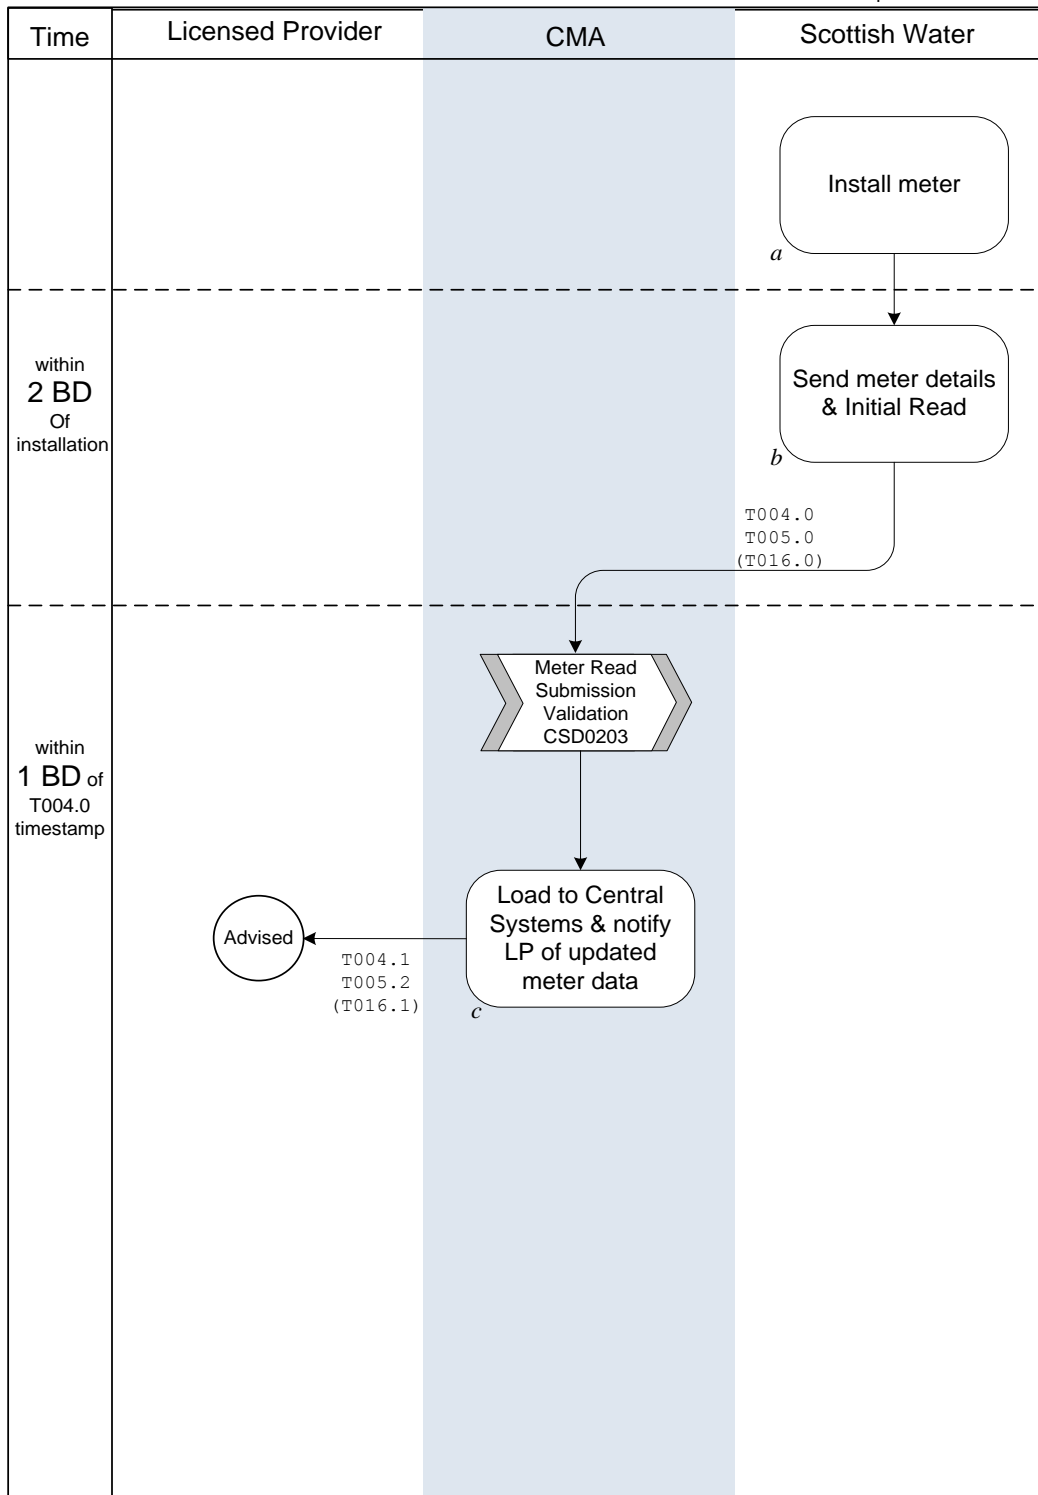 Time
Licensed Provider
CMA
Scottish Water
Install meter
a
within
2 BD
Of
installation
Send meter details
& Initial Read
b
T004.0
T005.0
(T016.0)
within
1 BD of
T004.0
timestamp
Meter Read
Submission
Validation
CSD0203
Load to Central
Systems & notify
LP of updated
meter data
c
Advised
T004.1
T005.2
(T016.1)